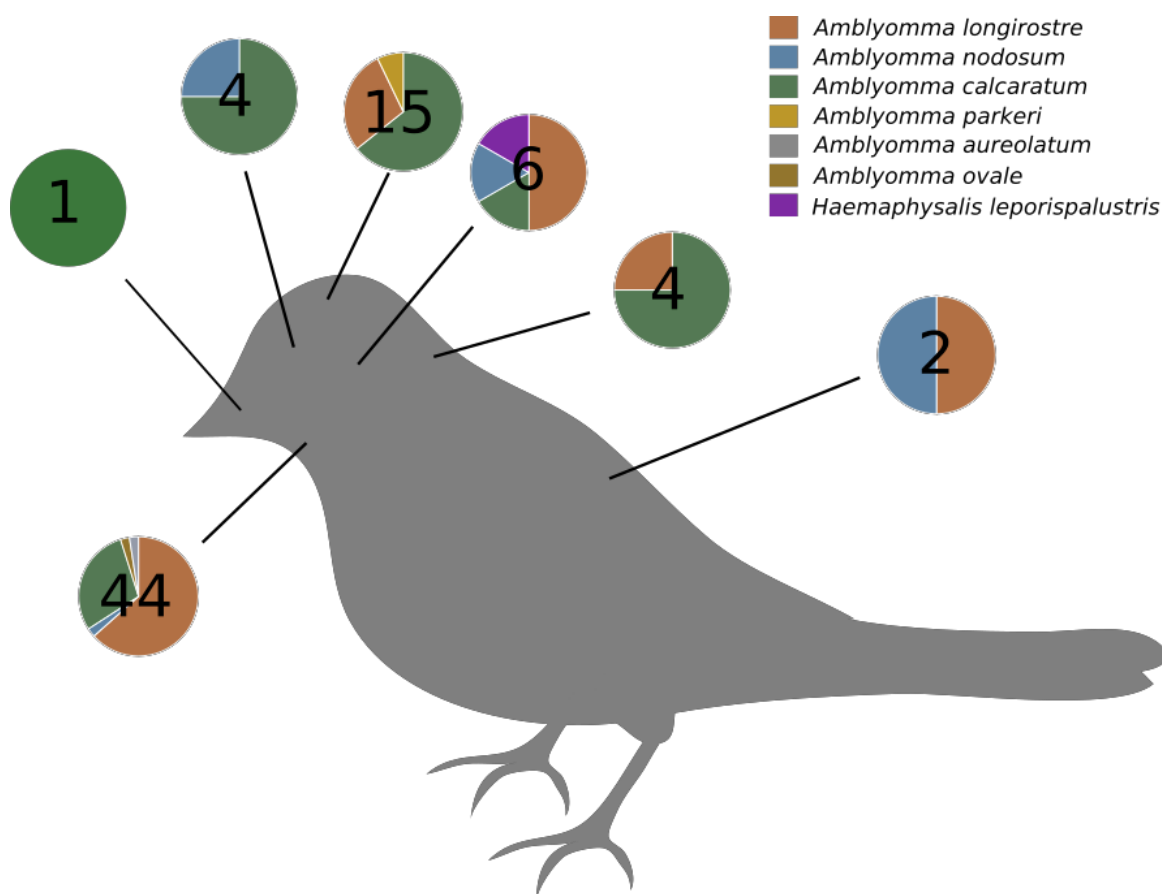 Amblyomma longirostre
Amblyomma nodosum
Amblyomma calcaratum
Amblyomma parkeri
Amblyomma aureolatum
Amblyomma ovale
Haemaphysalis leporispalustris
4
15
6
1
4
2
44